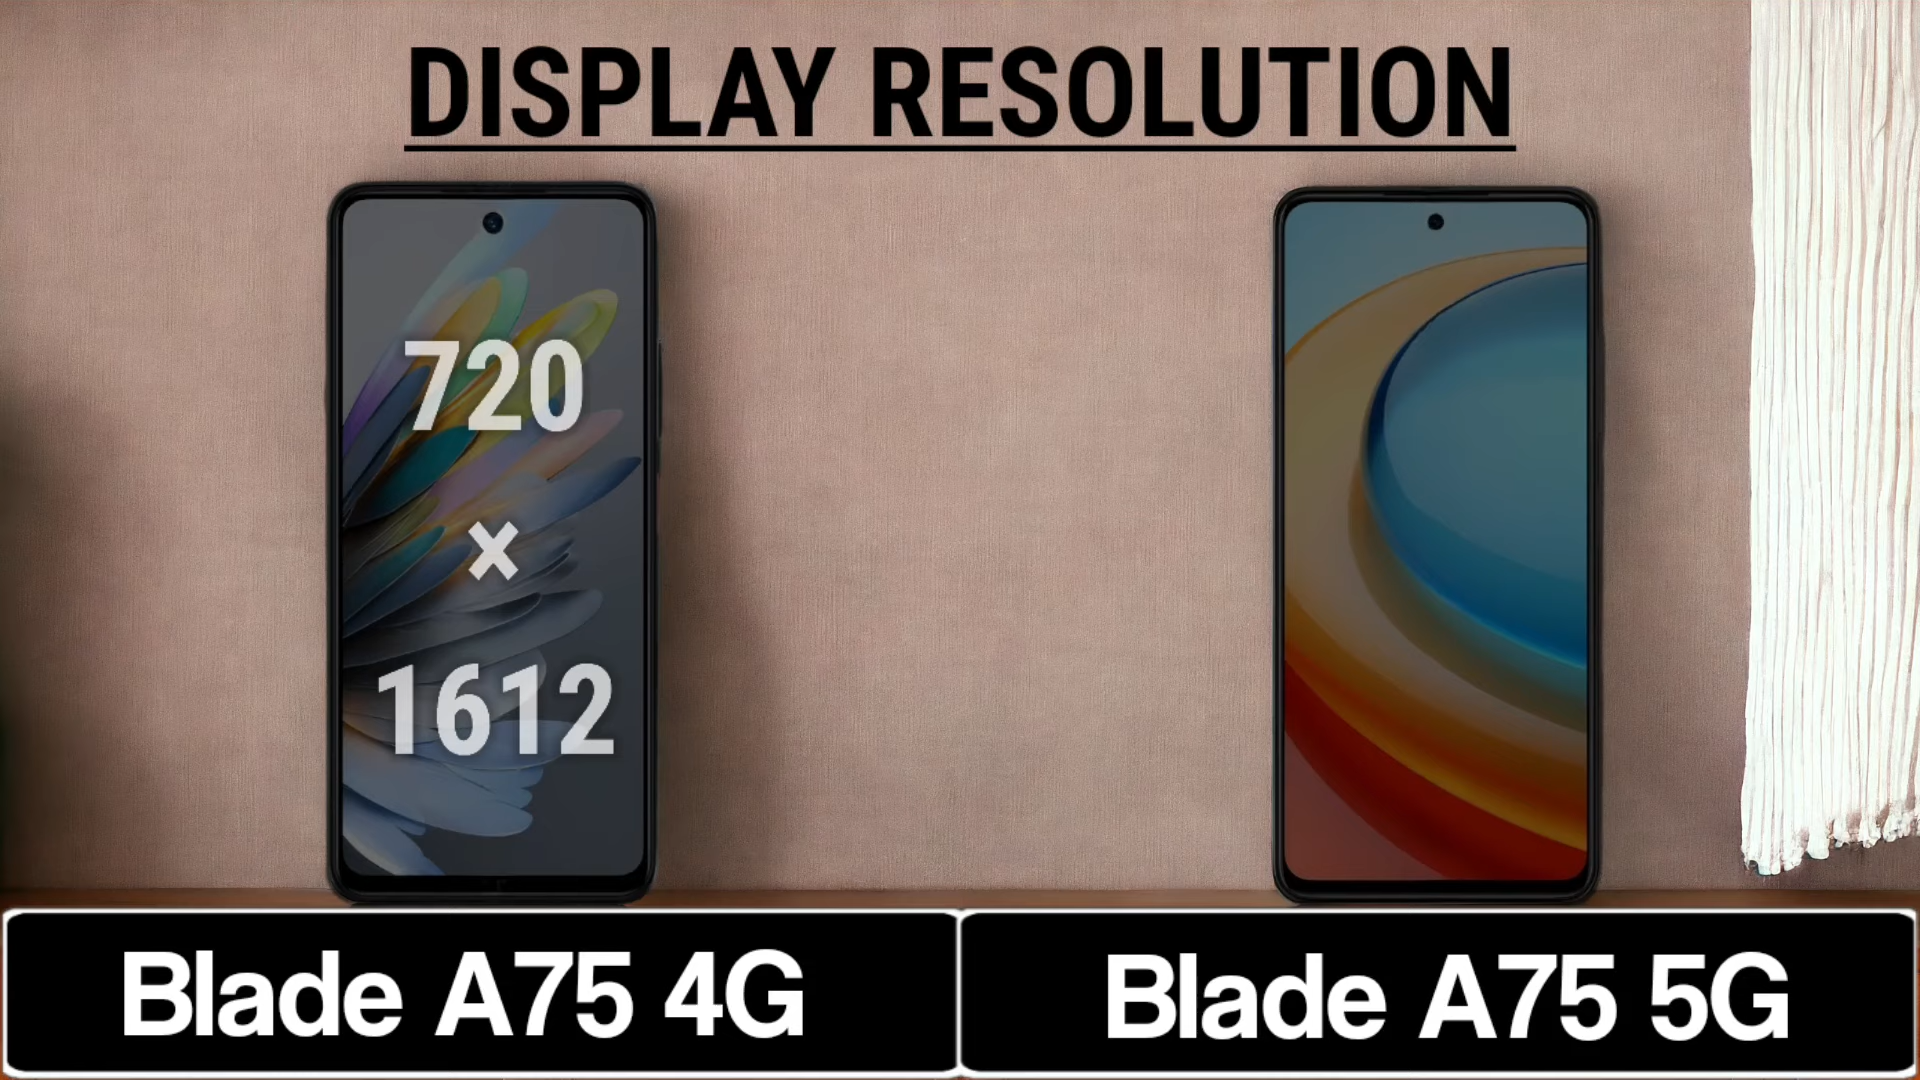 DISPLAY RESOLUTION
720
×
1612
Blade A75 4G
Blade A75 5G